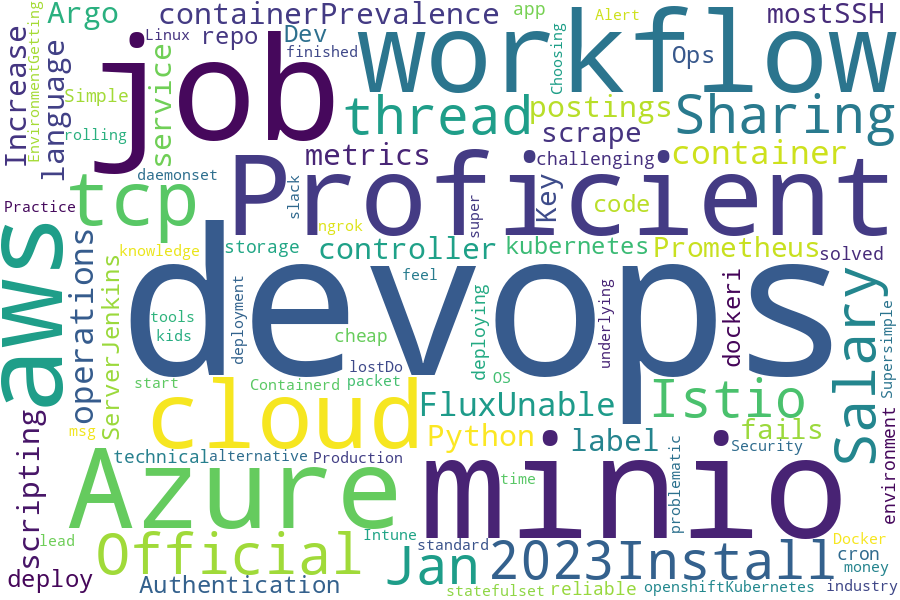 Argo
Linux
containerPrevalence
repo
Dev
finished
app
Alert
mostSSH
Increase
EnvironmentGetting
language
Simple
rolling
service
job
workflow
Choosing
Ops
thread
postings
Sharing
metrics
scrape
challenging
container
daemonset
Practice
tcp
slack
Proficient
super
Key
code
ngrok
knowledge
storage
controller
kubernetes
Prometheus
solved
aws
operations
ServerJenkins
devops
feel
tools
kids
deployment
cheap
deploying
underlying
dockeri
Salary
Supersimple
lostDo
packet
start
Containerd
OS
cloud
FluxUnable
Istio
fails
msg
Python
label
Security
technical
alternative
Production
scripting
Azure
minio
time
problematic
environment
lead
Official
Intune
standard
Jan
2023Install
Docker
cron
money
deploy
Authentication
statefulset
reliable
openshiftKubernetes
industry